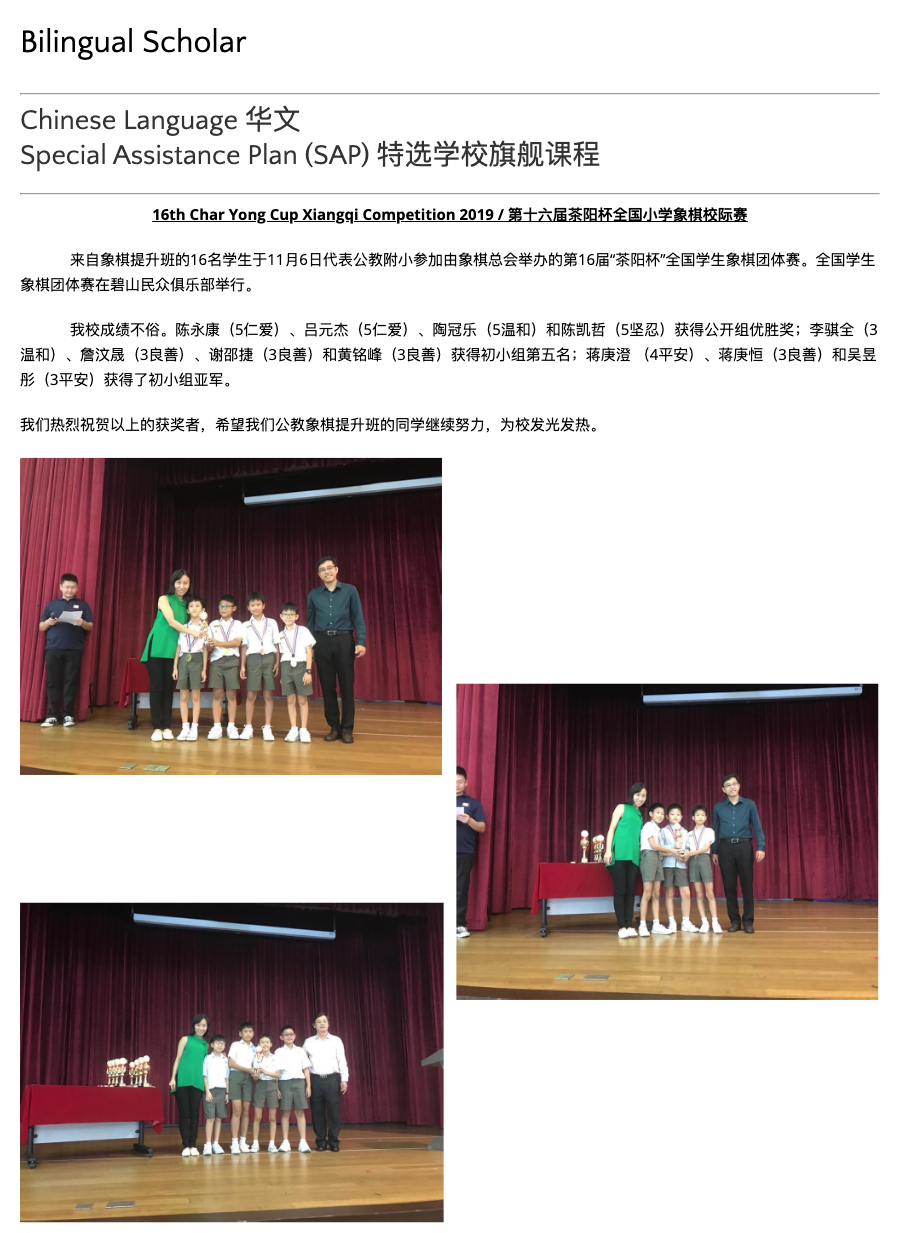 Bilingual Scholar
Chinese Language 华文
Special Assistance Plan (SAP) 特选学校旗舰课程
16th Char Yong Cup Xiangqi Competition 2019 / 第十六届茶阳杯全国小学象棋校际赛
来自象棋提升班的16名学生于11月6日代表公教附小参加由象棋总会举办的第16届“茶阳杯”全国学生象棋团体赛。全国学生
象棋团体赛在碧山民众俱乐部举行。
我校成绩不俗。陈永康（5仁爱）、吕元杰（5仁爱）、陶冠乐（5温和）和陈凯哲（5坚忍）获得公开组优胜奖；李骐全（3
温和）、詹汶晟（3良善）、谢邵捷（3良善）和黄铭峰（3良善）获得初小组第五名；蒋庚澄 （4平安）、蒋庚恒（3良善）和吴昱
彤（3平安）获得了初小组亚军。
我们热烈祝贺以上的获奖者，希望我们公教象棋提升班的同学继续努力，为校发光发热。